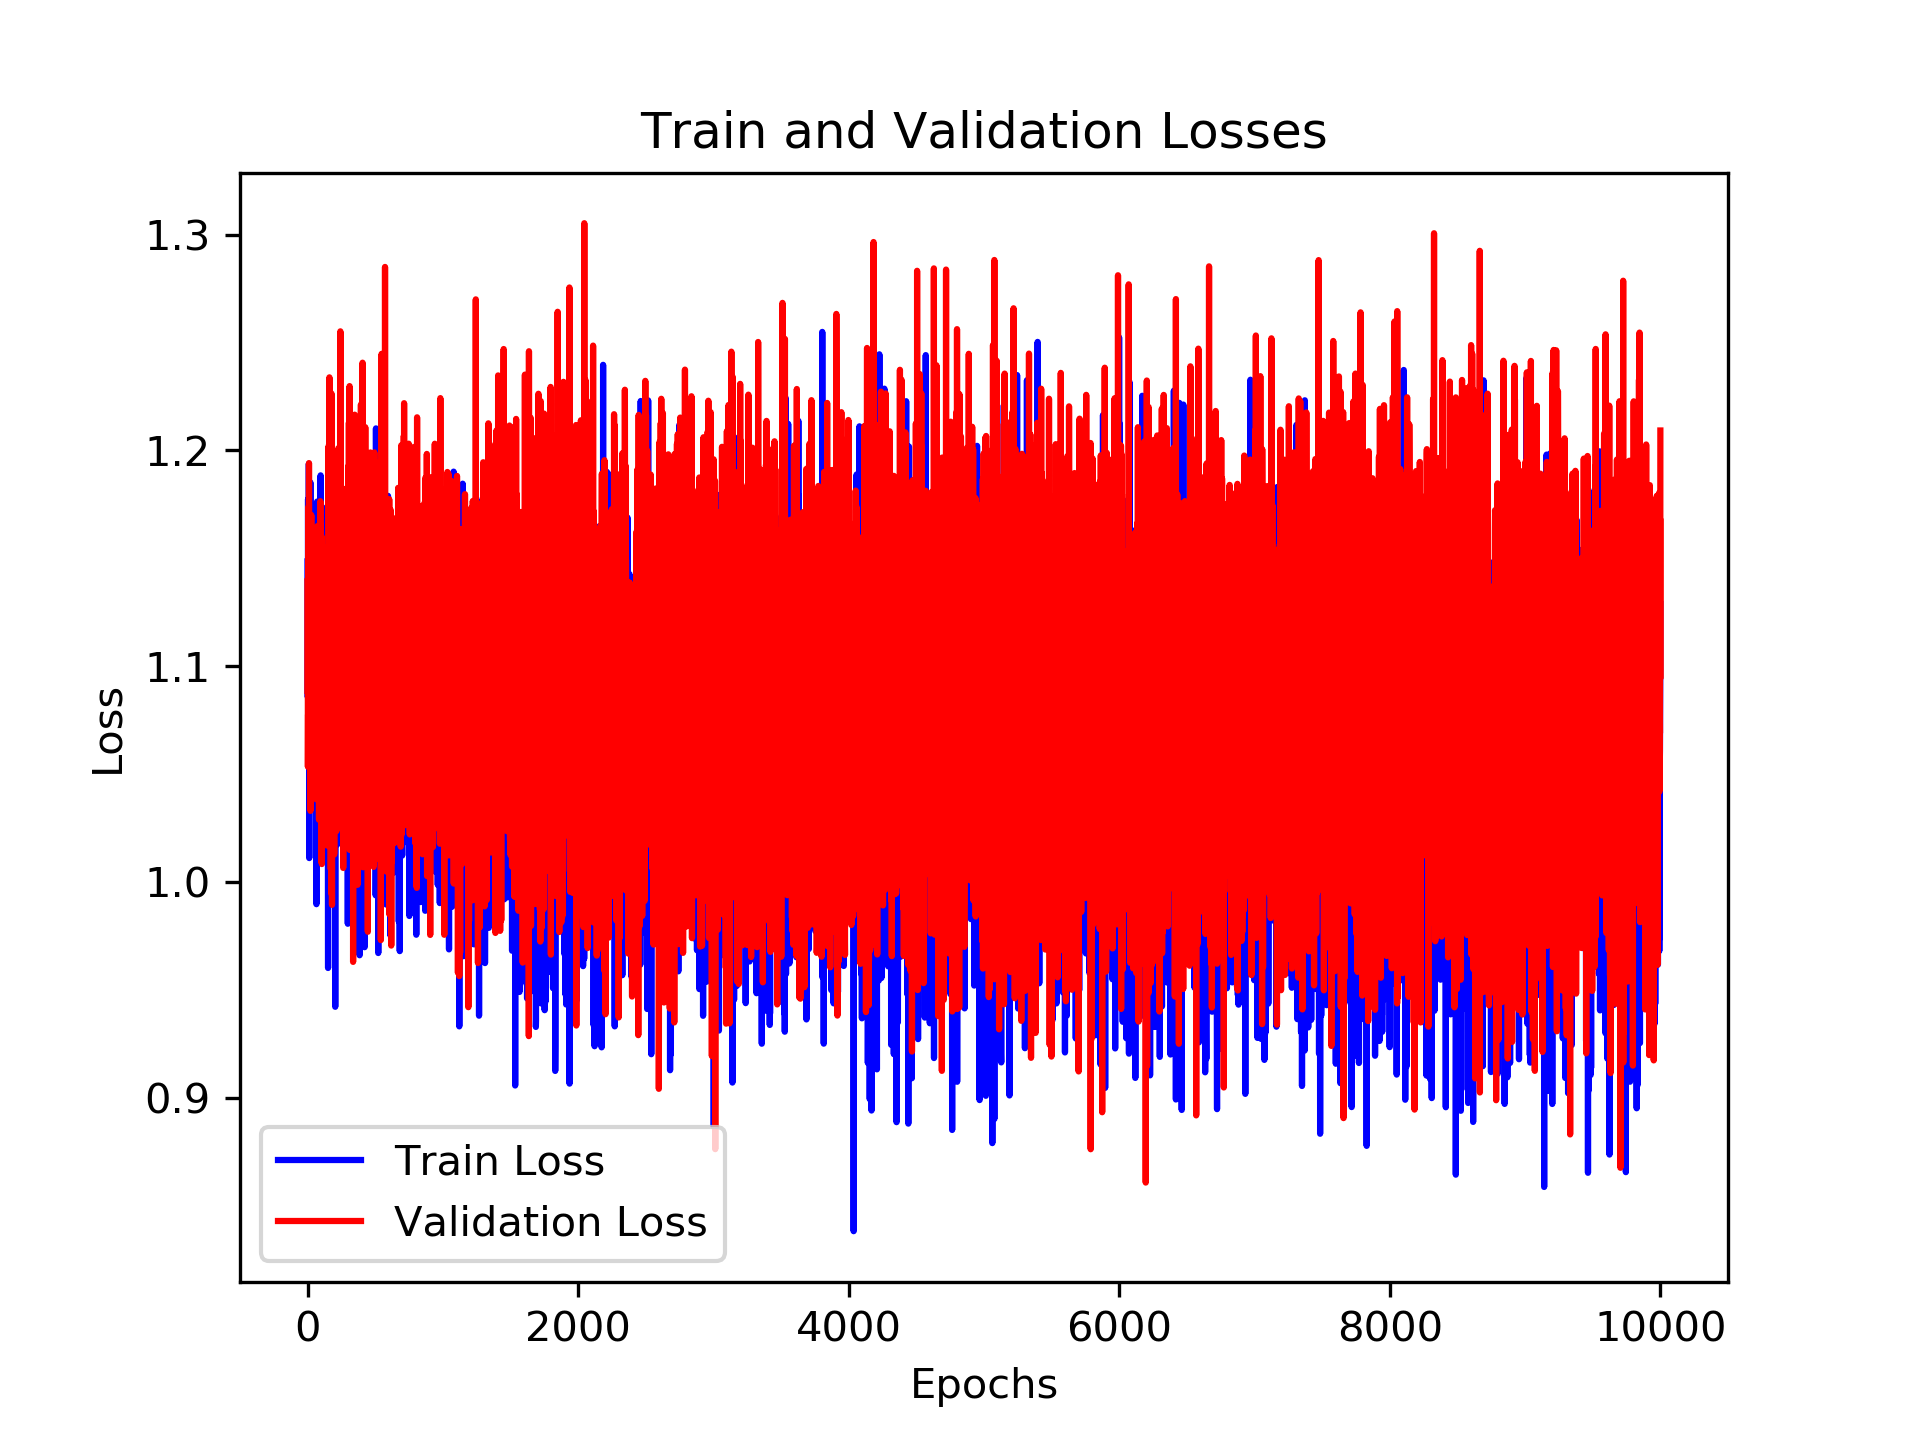 Train and Validation Losses
1.3
1.2
1.1
1.0
0.9
Loss
Train Loss
Validation Loss
0 2000 4000 6000 8000 10000
Epochs